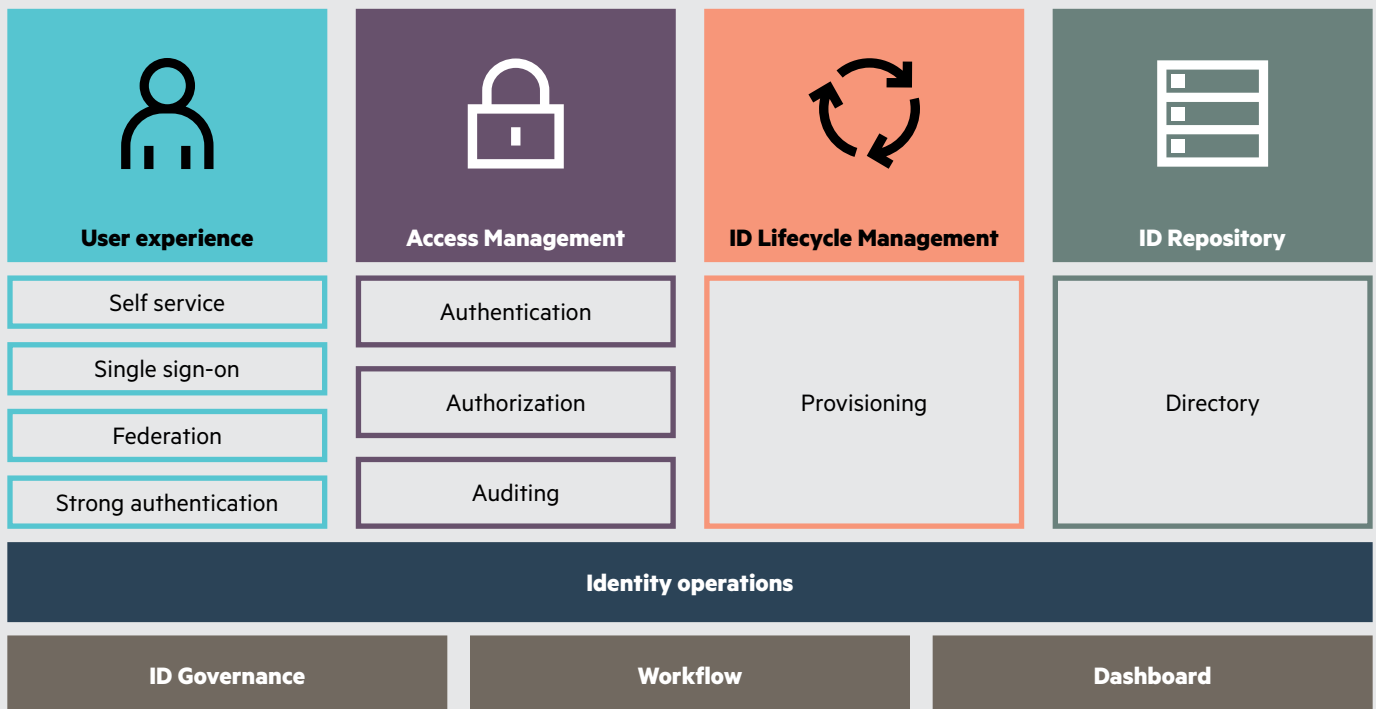 User experience
Access Management
ID Lifecycle Management
ID Repository
Self service
Single sign-on
Federation
Strong authentication
Authentication
Authorization
Auditing
Provisioning
Directory
Identity operations
ID Governance
Workflow
Dashboard